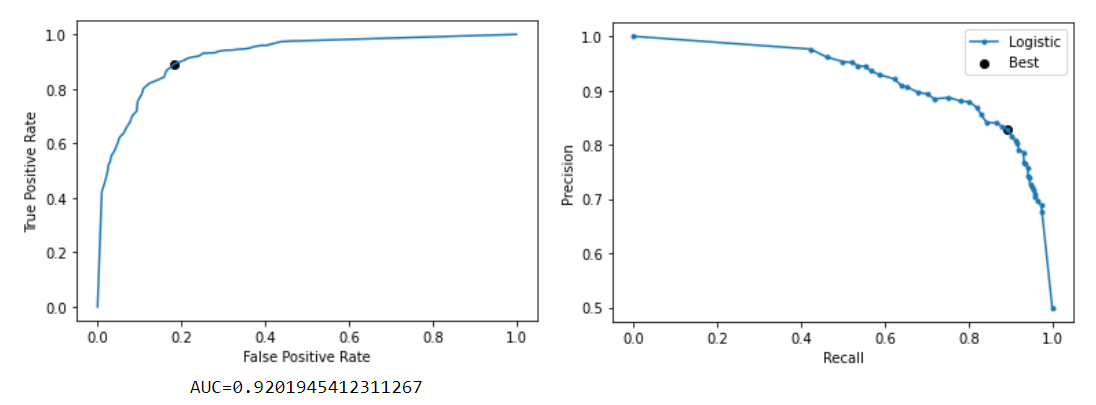 1.0
0.8
0.6
0.4
0.2
0.0
True Positive Rate
0.0 0.2 0.4 0.6 0.8 1.0
False Positive Rate
AUC=0.9201945412311267
1.0
0.9
0.8
0.7
0.6
0.5
Precision
Logistic
Best
0.0 0.2 0.4 0.6 0.8 1.0
Recall